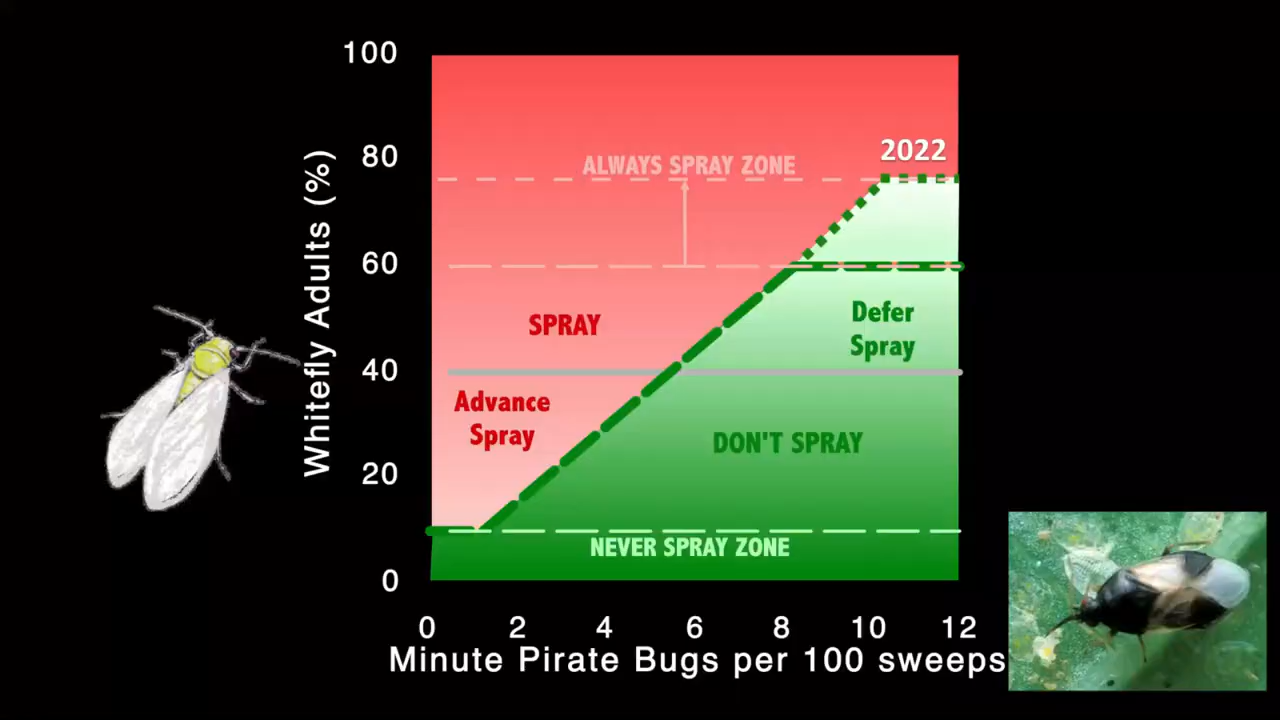 100
80
60
40
20
0
Whitefly Adults (%)
2022
ALWAYS SPRAY ZONE
SPRAY
Defer
Spray
Advance
Spray
DON'T SPRAY
NEVER SPRAY ZONE
0 2 4 6 8 10 12
Minute Pirate Bugs per 100 sweeps